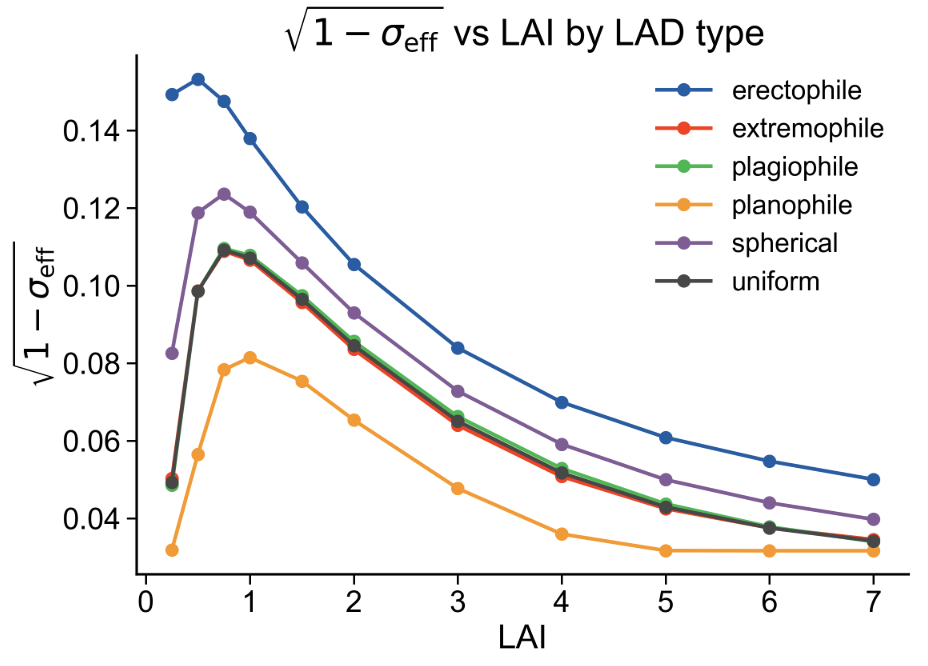 √1 − σeff vs LAI by LAD type
erectophile
extremophile
plagiophile
planophile
spherical
uniform
√1 − σeff
0.14
0.12
0.10
0.08
0.06
0.04
0 1 2 3 4 5 6 7
LAI